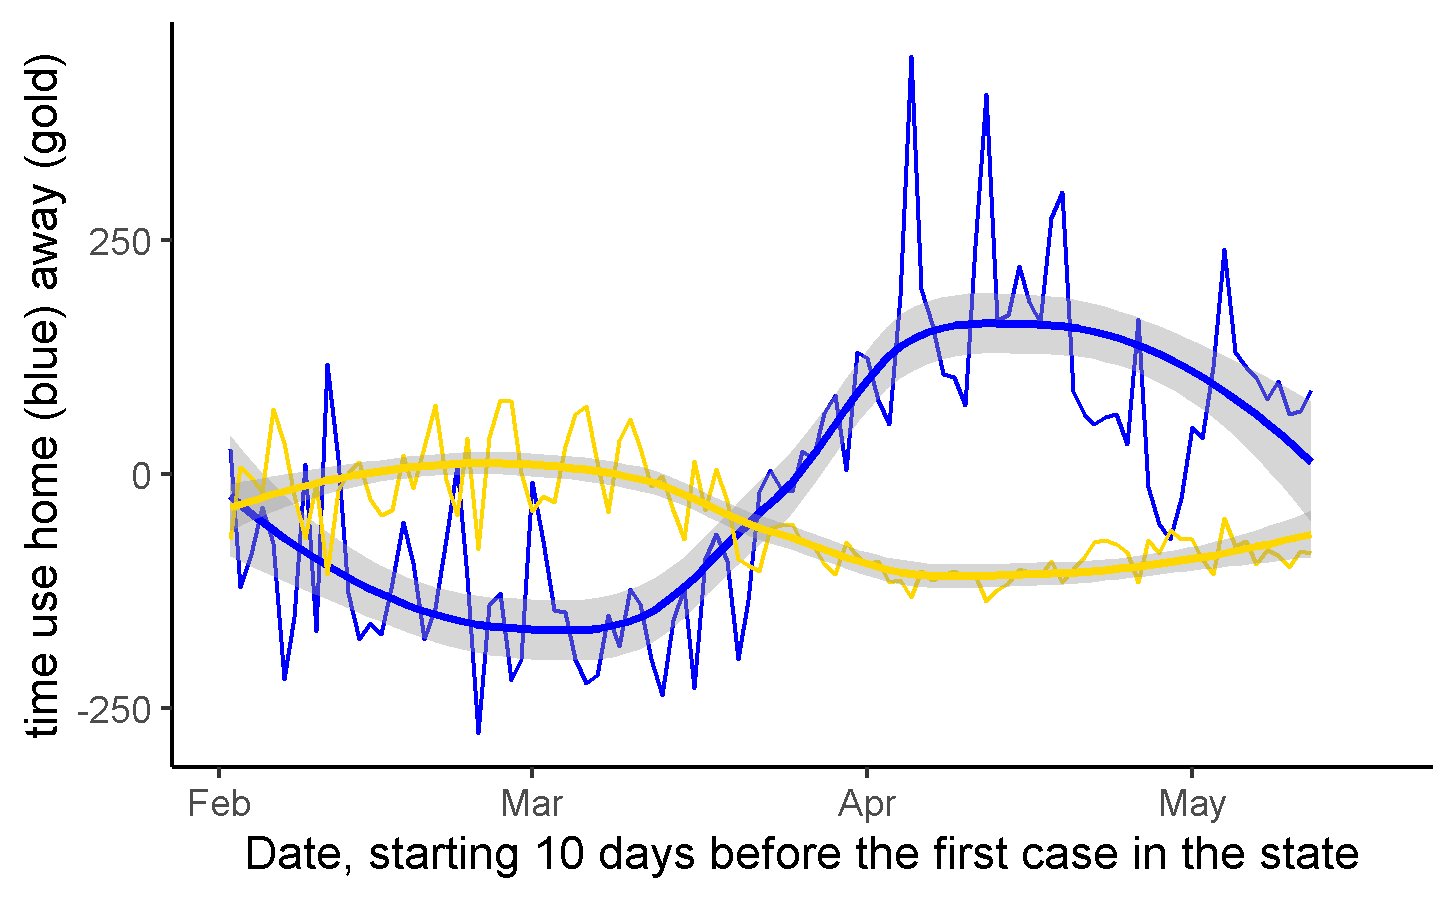 time use home (blue) away (gold)
250
0
-250
Feb Mar Apr May
Date, starting 10 days before the first case in the state